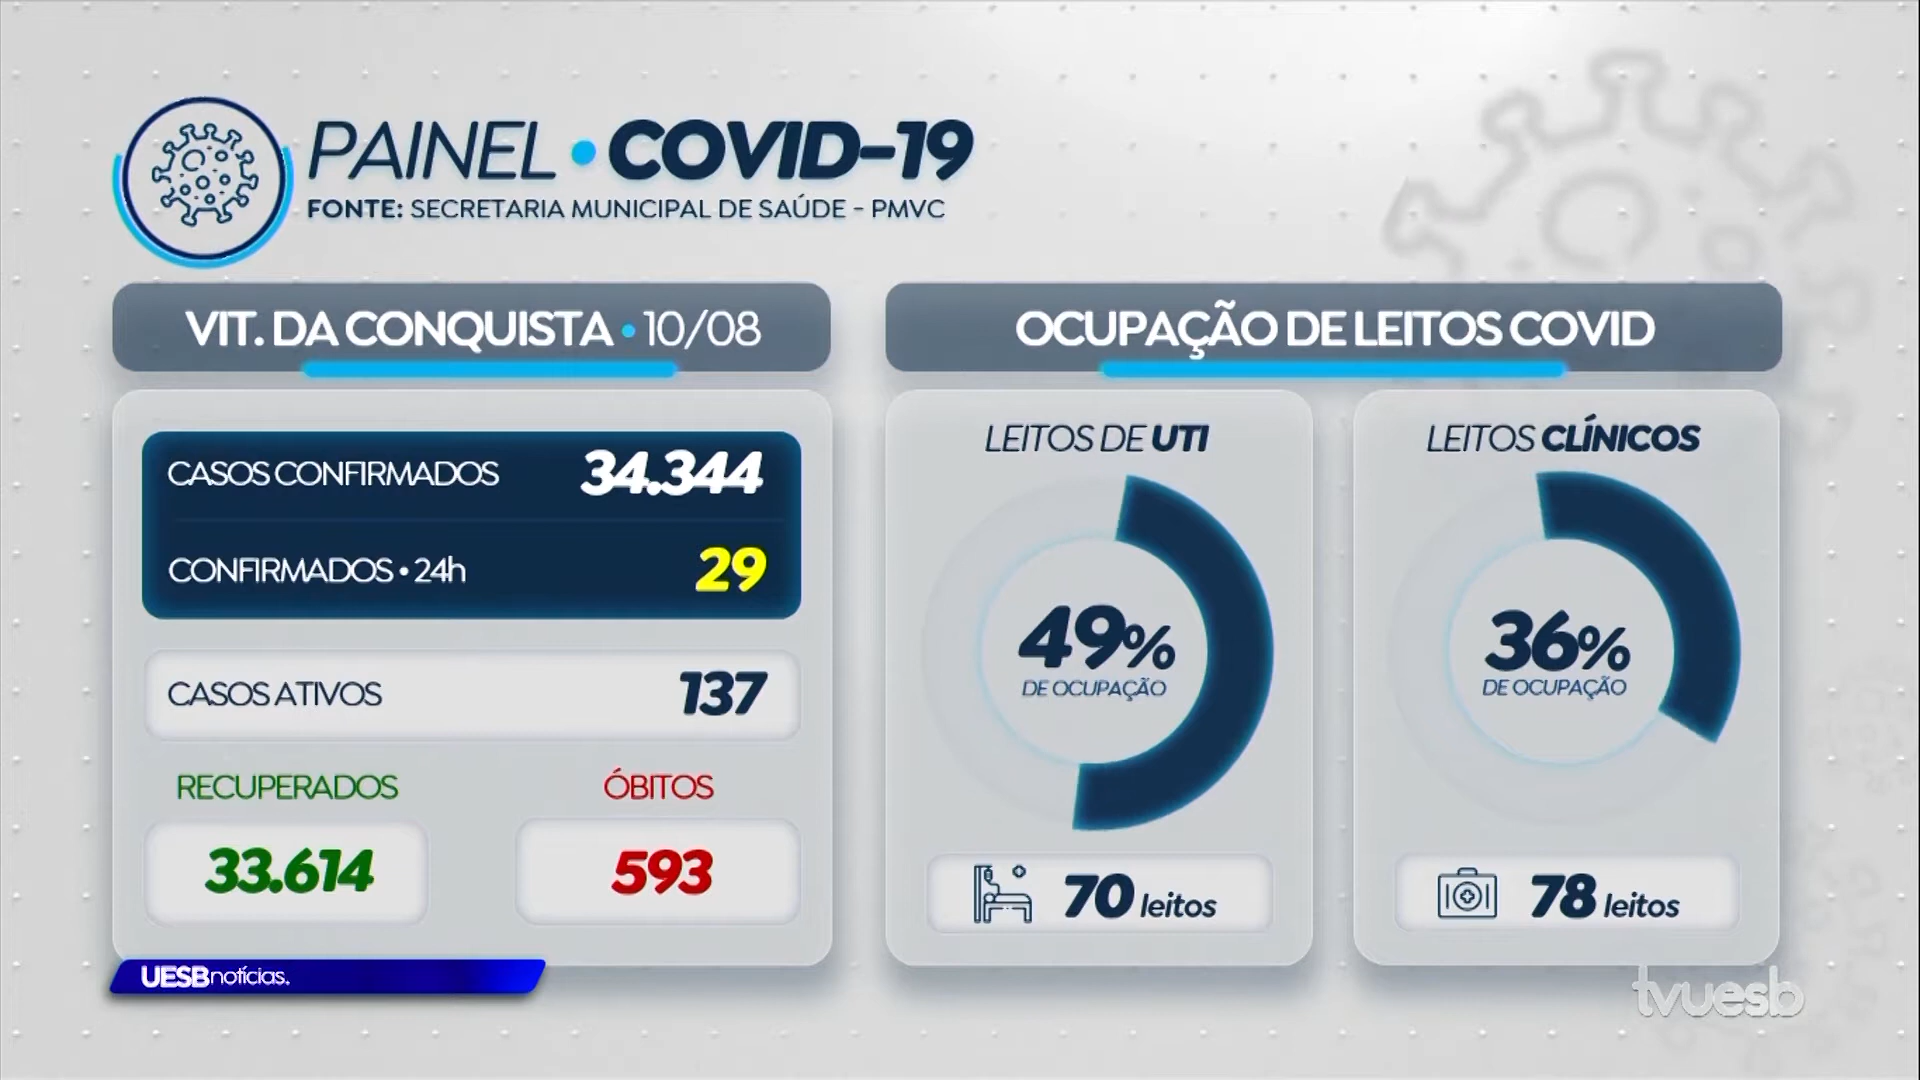 PAINEL • COVID-19
FONTE: SECRETARIA MUNICIPAL DE SAÚDE - PMVC
VIT. DA CONQUISTA • 10/08
CASOS CONFIRMADOS 34.344
CONFIRMADOS • 24h 29
CASOS ATIVOS 137
RECUPERADOS ÓBITOS
33.614 593
OCUPAÇÃO DE LEITOS COVID
LEITOS DE UTI
49%
DE OCUPAÇÃO
70 leitos
LEITOS CLÍNICOS
36%
DE OCUPAÇÃO
78 leitos
UESBnotícias.
tvuesb